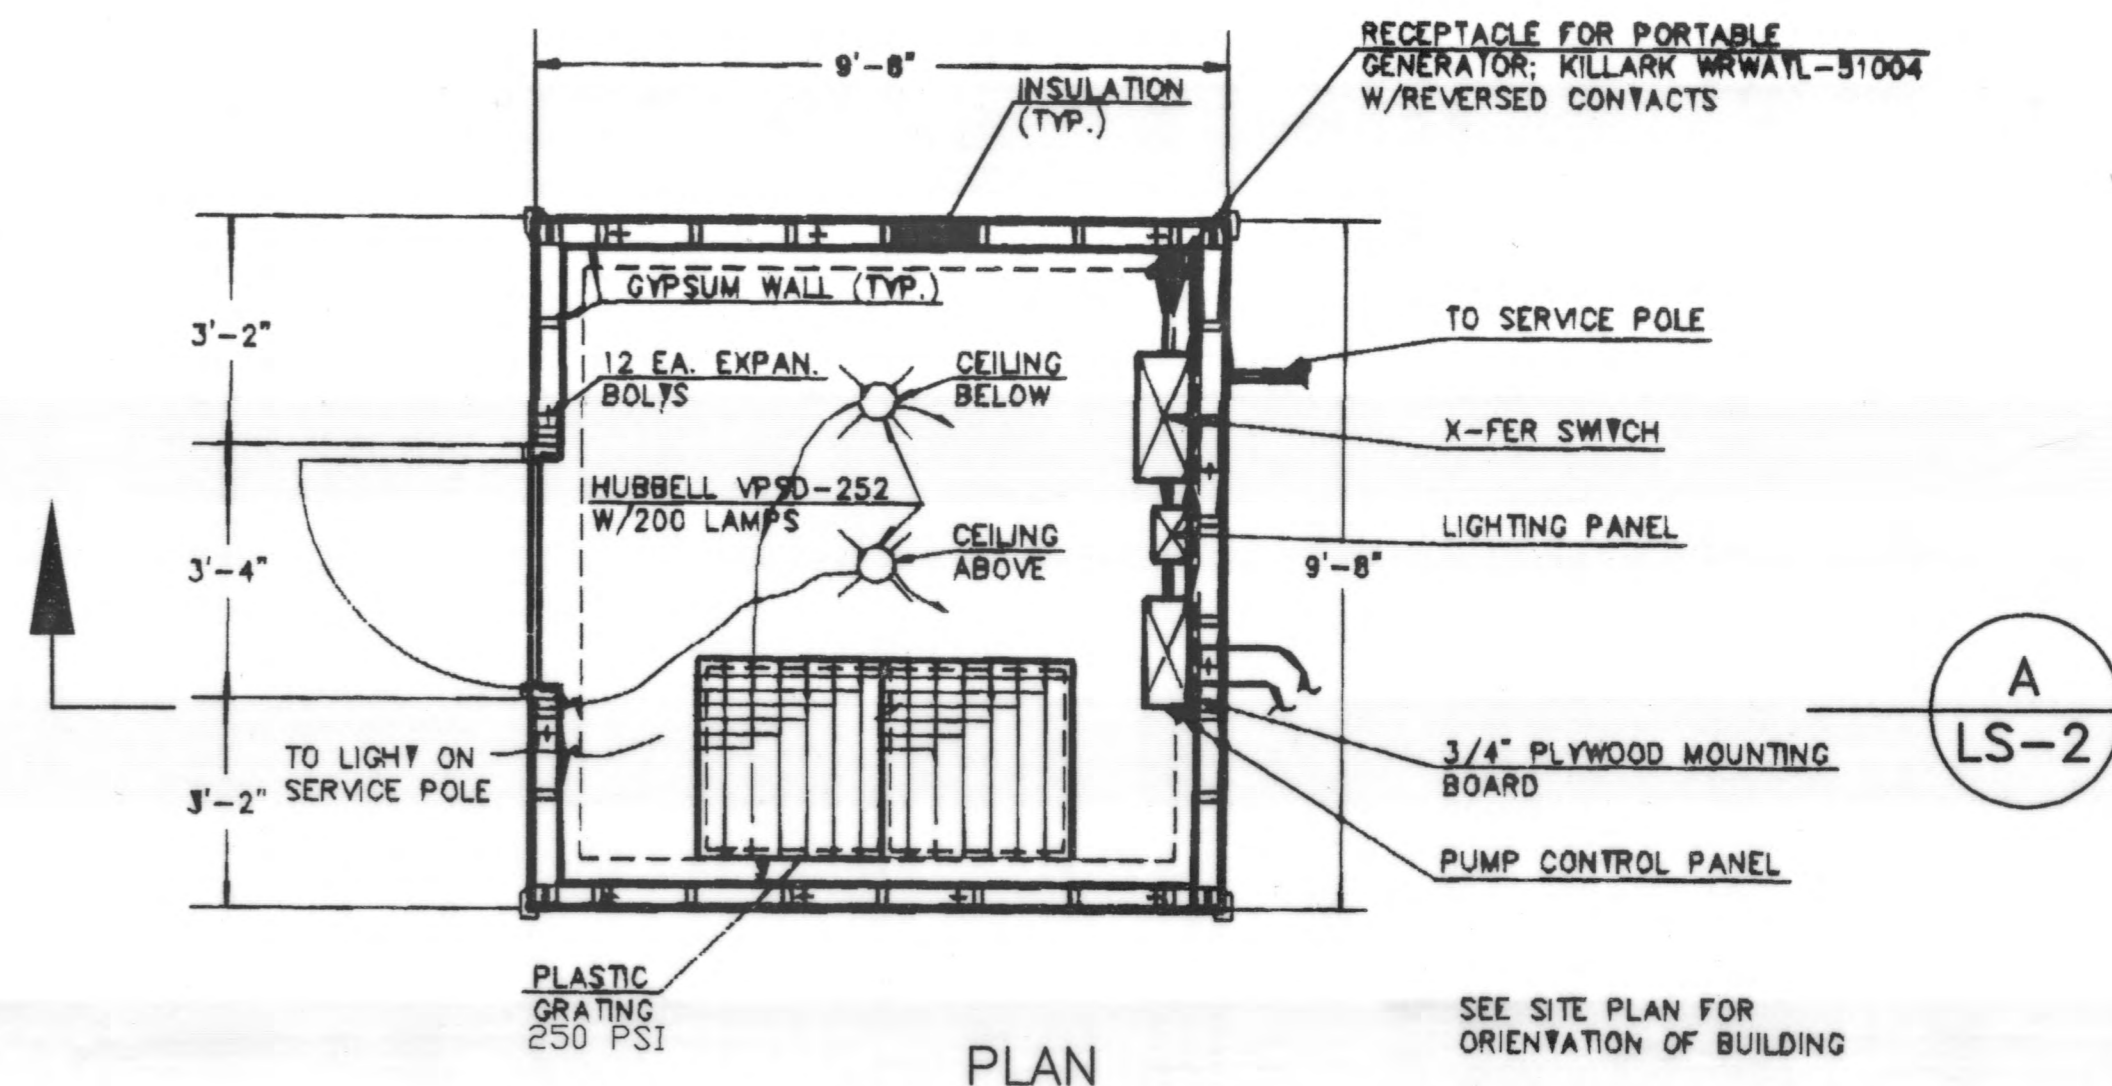 9'-8"
INSULATION
(TYP.)
RECEPTACLE FOR PORTABLE
GENERATOR; KILLARK WRWATL-51004
W/REVERSED CONTACTS
GYPSUM WALL (TYP.)
3'-2"
TO SERVICE POLE
12 EA. EXPAN.
BOLTS
CEILING
BELOW
X-FER SWITCH
HUBBELL VPSD-252
W/200 LAMPS
LIGHTING PANEL
CEILING
ABOVE
3'-4"
9'-8"
A
LS-2
TO LIGHT ON
SERVICE POLE
3'-2"
3/4" PLYWOOD MOUNTING
BOARD
PUMP CONTROL PANEL
PLASTIC
GRATING
250 PSI
SEE SITE PLAN FOR
ORIENTATION OF BUILDING
PLAN